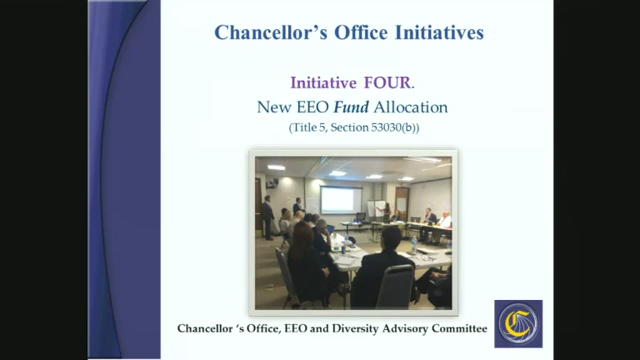 Chancellor’s Office Initiatives
Initiative FOUR.
New EEO Fund Allocation
(Title 5, Section 53030(b))
Chancellor ‘s Office, EEO and Diversity Advisory Committee